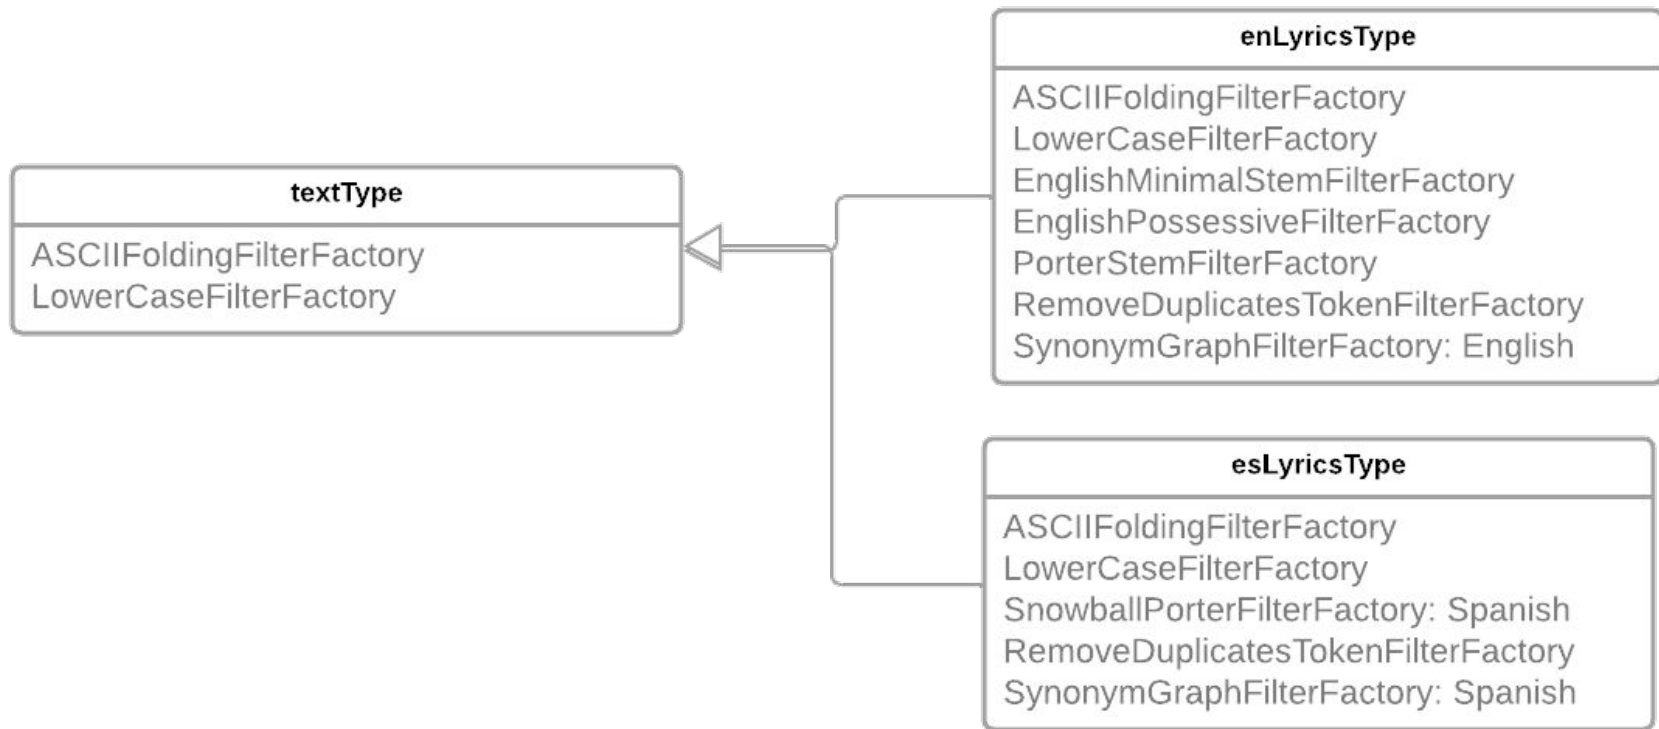 textType
ASCIIFoldingFilterFactory
LowerCaseFilterFactory
enLyricsType
ASCIIFoldingFilterFactory
LowerCaseFilterFactory
EnglishMinimalStemFilterFactory
EnglishPossessiveFilterFactory
PorterStemFilterFactory
RemoveDuplicatesTokenFilterFactory
SynonymGraphFilterFactory: English
esLyricsType
ASCIIFoldingFilterFactory
LowerCaseFilterFactory
SnowballPorterFilterFactory: Spanish
RemoveDuplicatesTokenFilterFactory
SynonymGraphFilterFactory: Spanish